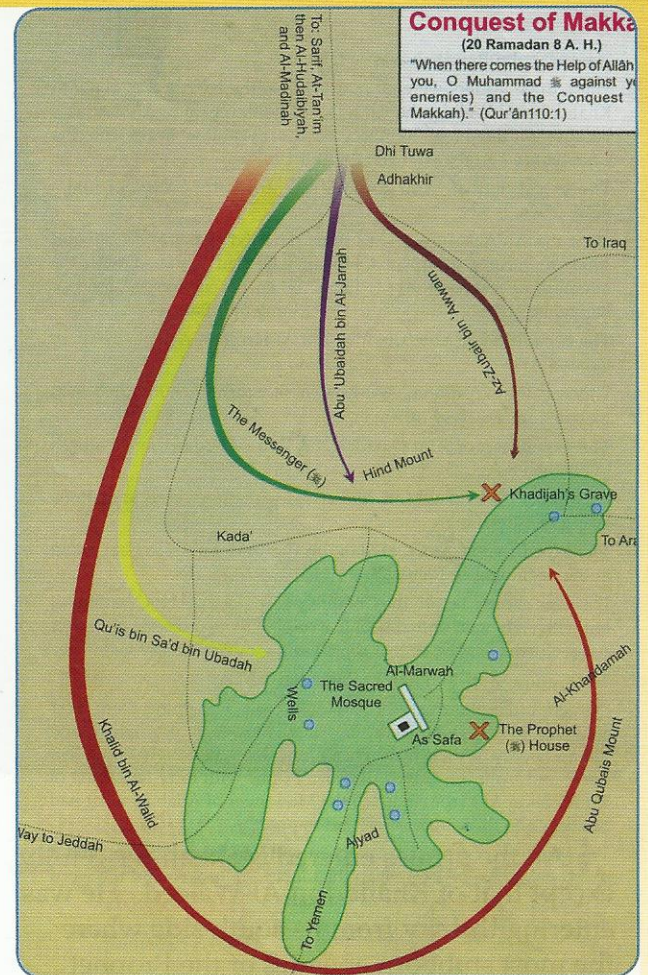 Conquest of Makka
(20 Ramadan 8 A. H.)
"When there comes the Help of Allâh
you, O Muhammad ﷺ against ye
enemies) and the Conquest
Makkah)." (Qur'ân110:1)
To: Sarif, At-Tan'im
then Al-Hudaibiyah,
and Al-Madinah
Dhi Tuwa
Adhakhir
To Iraq
Abu 'Ubaidah bin Al-Jarrah
Az-Zubair bin 'Awwam
The Messenger (ﷺ)
Hind Mount
Khadijah's Grave
Kada'
To Ara
Qu'is bin Sa'd bin Ubadah
Al-Marwah
The Sacred
Mosque
Wells
As Safa
The Prophet
(ﷺ) House
Al-Khandamah
Abu Qubais Mount
Khalid bin Al-Walid
Way to Jeddah
Ajyad
To Yemen